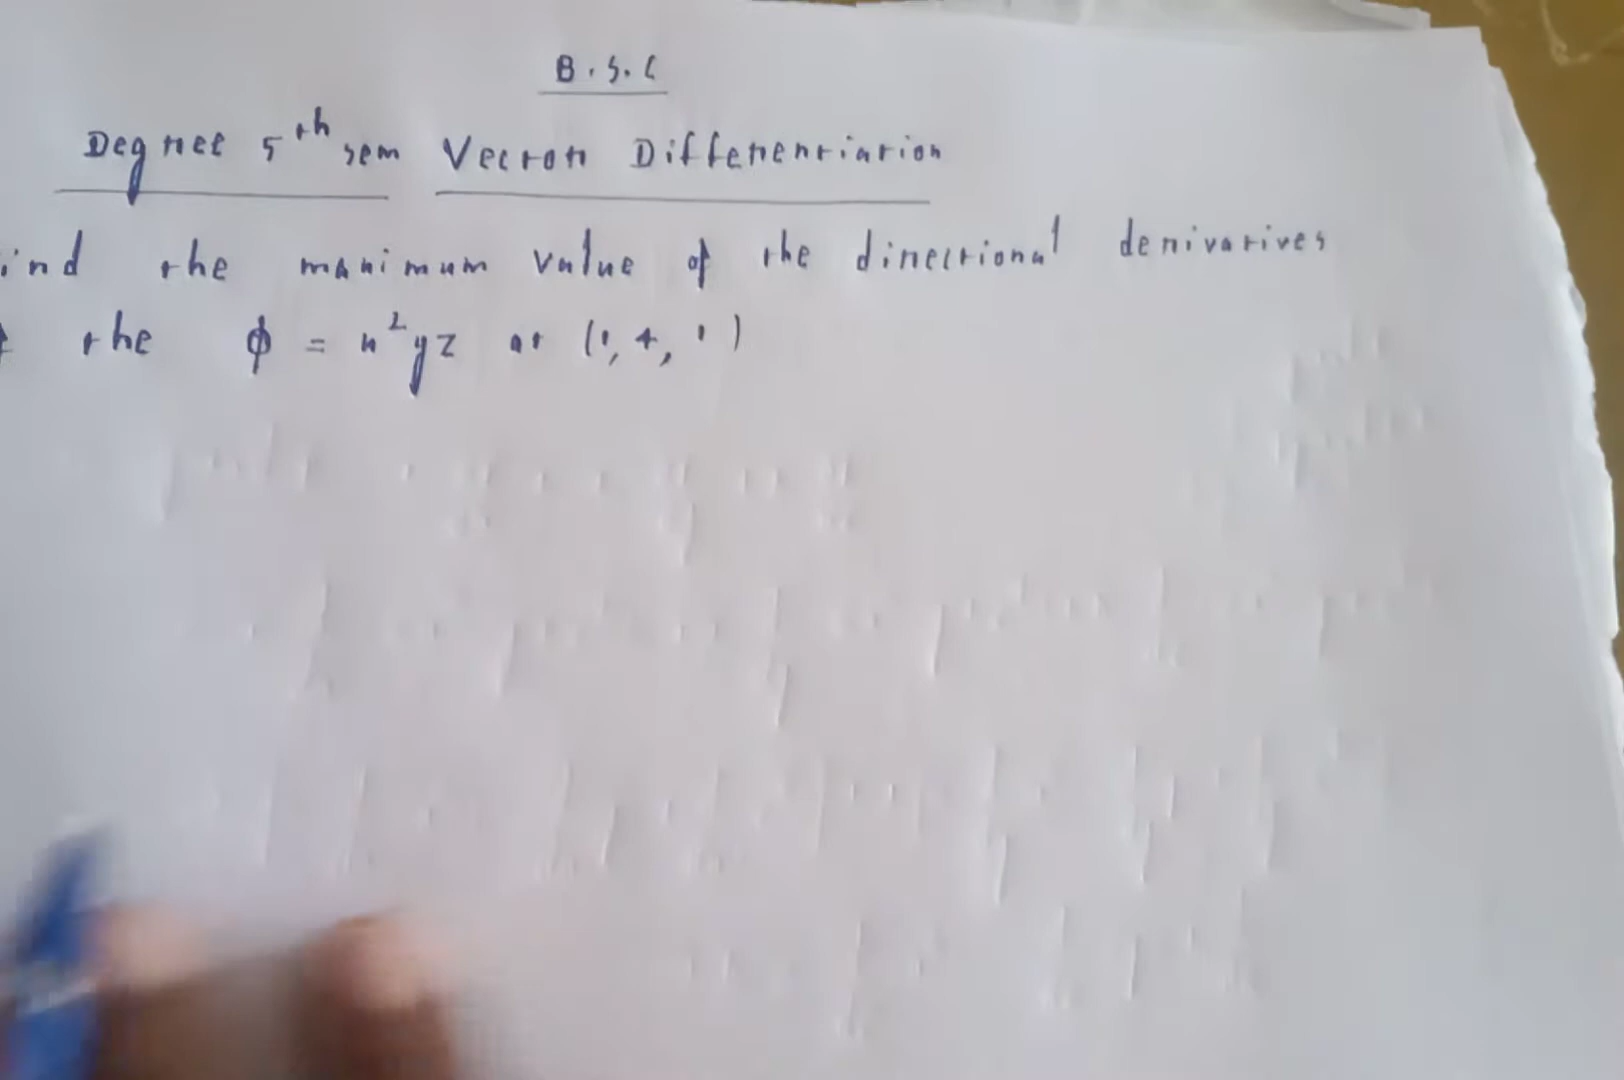 B.S.C
Degree 5th sem Vector Differentiation
ind the maximum value of the directional derivatives
the ϕ = x²yz at (1, 4, 1)